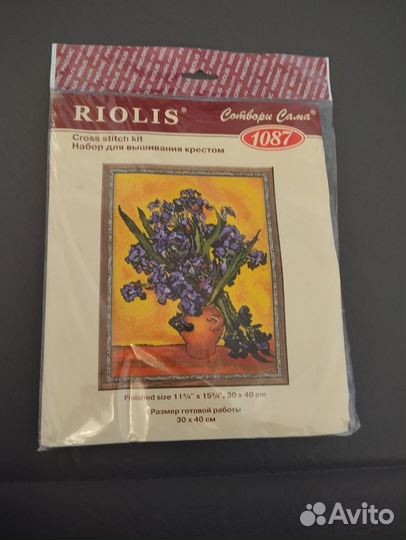 RIOLIS®
Сотвори Сама®
1087
Cross stitch kit
Набор для вышивания крестом
Finished size 11¾" x 15¾", 30 x 40 cm
Размер готовой работы
30 x 40 см
Avito